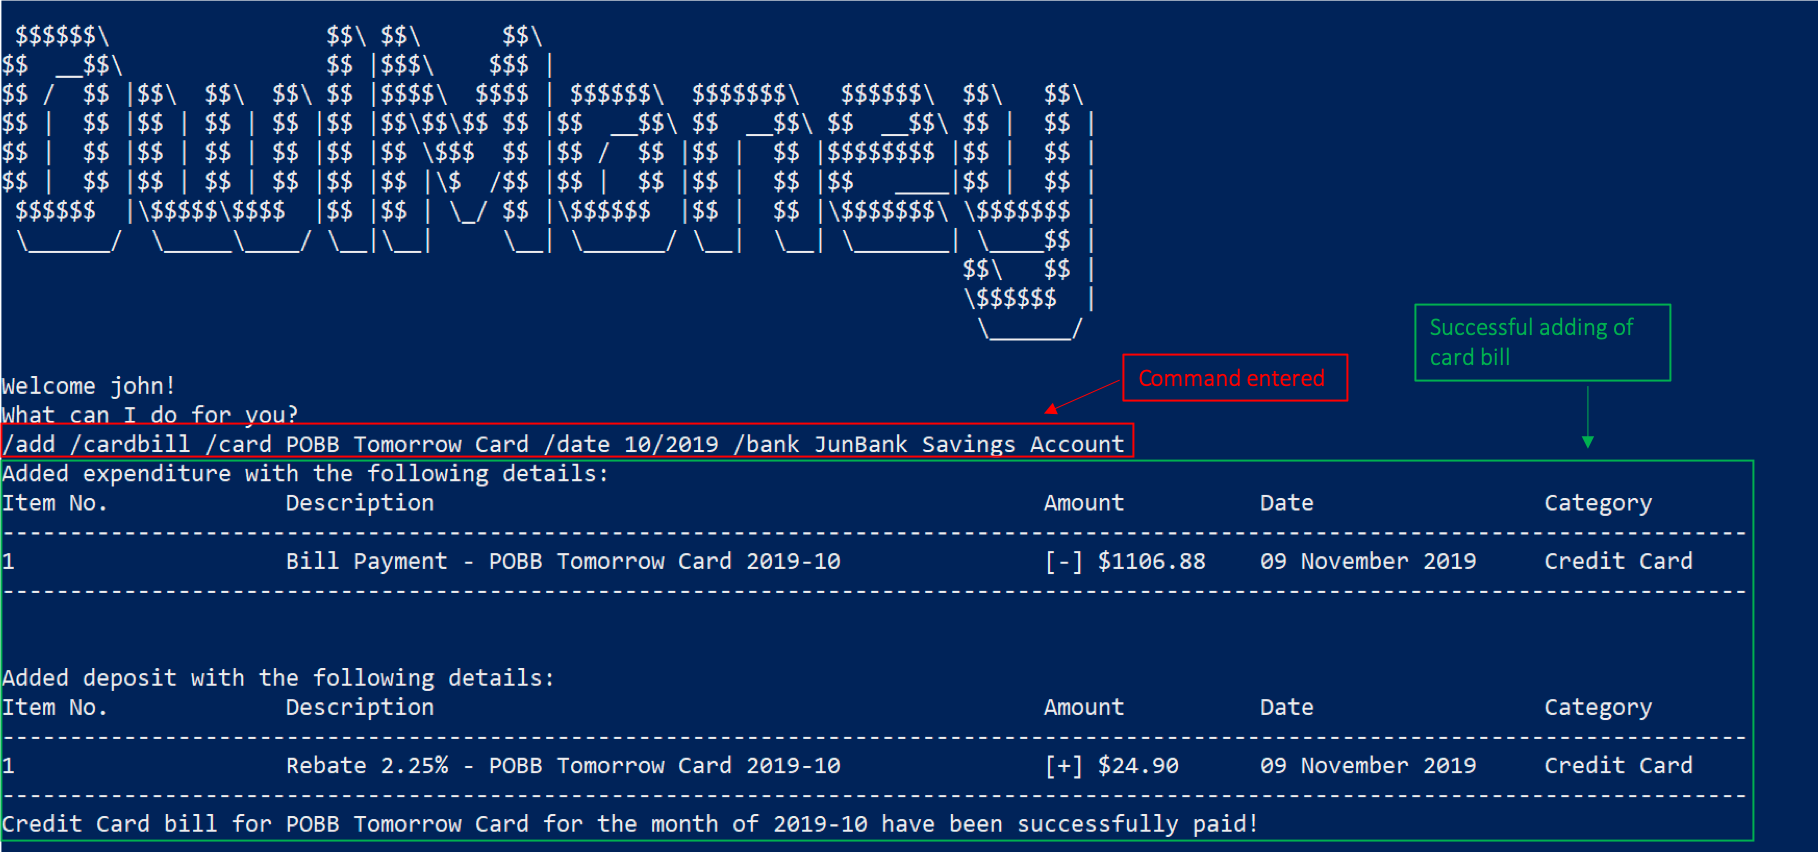 $$$$$$\                $$\ $$\      $$\
$$  __$$\               $$ |$$$\    $$$ |
$$ /  $$ |$$\  $$\  $$\ $$ |$$$$\  $$$$ | $$$$$$\  $$$$$$$\   $$$$$$\  $$\   $$\
$$ |  $$ |$$ | $$ | $$ |$$ |$$\$$\$$ $$ |$$  __$$\ $$  __$$\ $$  __$$\ $$ |  $$ |
$$ |  $$ |$$ | $$ | $$ |$$ |$$ \$$$  $$ |$$ /  $$ |$$ |  $$ |$$$$$$$$ |$$ |  $$ |
$$ |  $$ |$$ | $$ | $$ |$$ |$$ |\$  /$$ |$$ |  $$ |$$ |  $$ |$$   ____|$$ |  $$ |
 $$$$$$  |\$$$$$\$$$$  |$$ |$$ | \_/ $$ |\$$$$$$  |$$ |  $$ |\$$$$$$$\ \$$$$$$$ |
 \______/  \_____\____/ \__|\__|     \__| \______/ \__|  \__| \_______| \____$$ |
                                                                       $$\   $$ |
                                                                       \$$$$$$  |
                                                                        \______/
Successful adding of
card bill
Command entered
Welcome john!
What can I do for you?
/add /cardbill /card POBB Tomorrow Card /date 10/2019 /bank JunBank Savings Account
Added expenditure with the following details:
Item No. Description Amount Date Category
---------------------------------------------------------------------------------------------------------------------------------
1 Bill Payment - POBB Tomorrow Card 2019-10 [-] $1106.88 09 November 2019 Credit Card
---------------------------------------------------------------------------------------------------------------------------------
Added deposit with the following details:
Item No. Description Amount Date Category
---------------------------------------------------------------------------------------------------------------------------------
1 Rebate 2.25% - POBB Tomorrow Card 2019-10 [+] $24.90 09 November 2019 Credit Card
---------------------------------------------------------------------------------------------------------------------------------
Credit Card bill for POBB Tomorrow Card for the month of 2019-10 have been successfully paid!